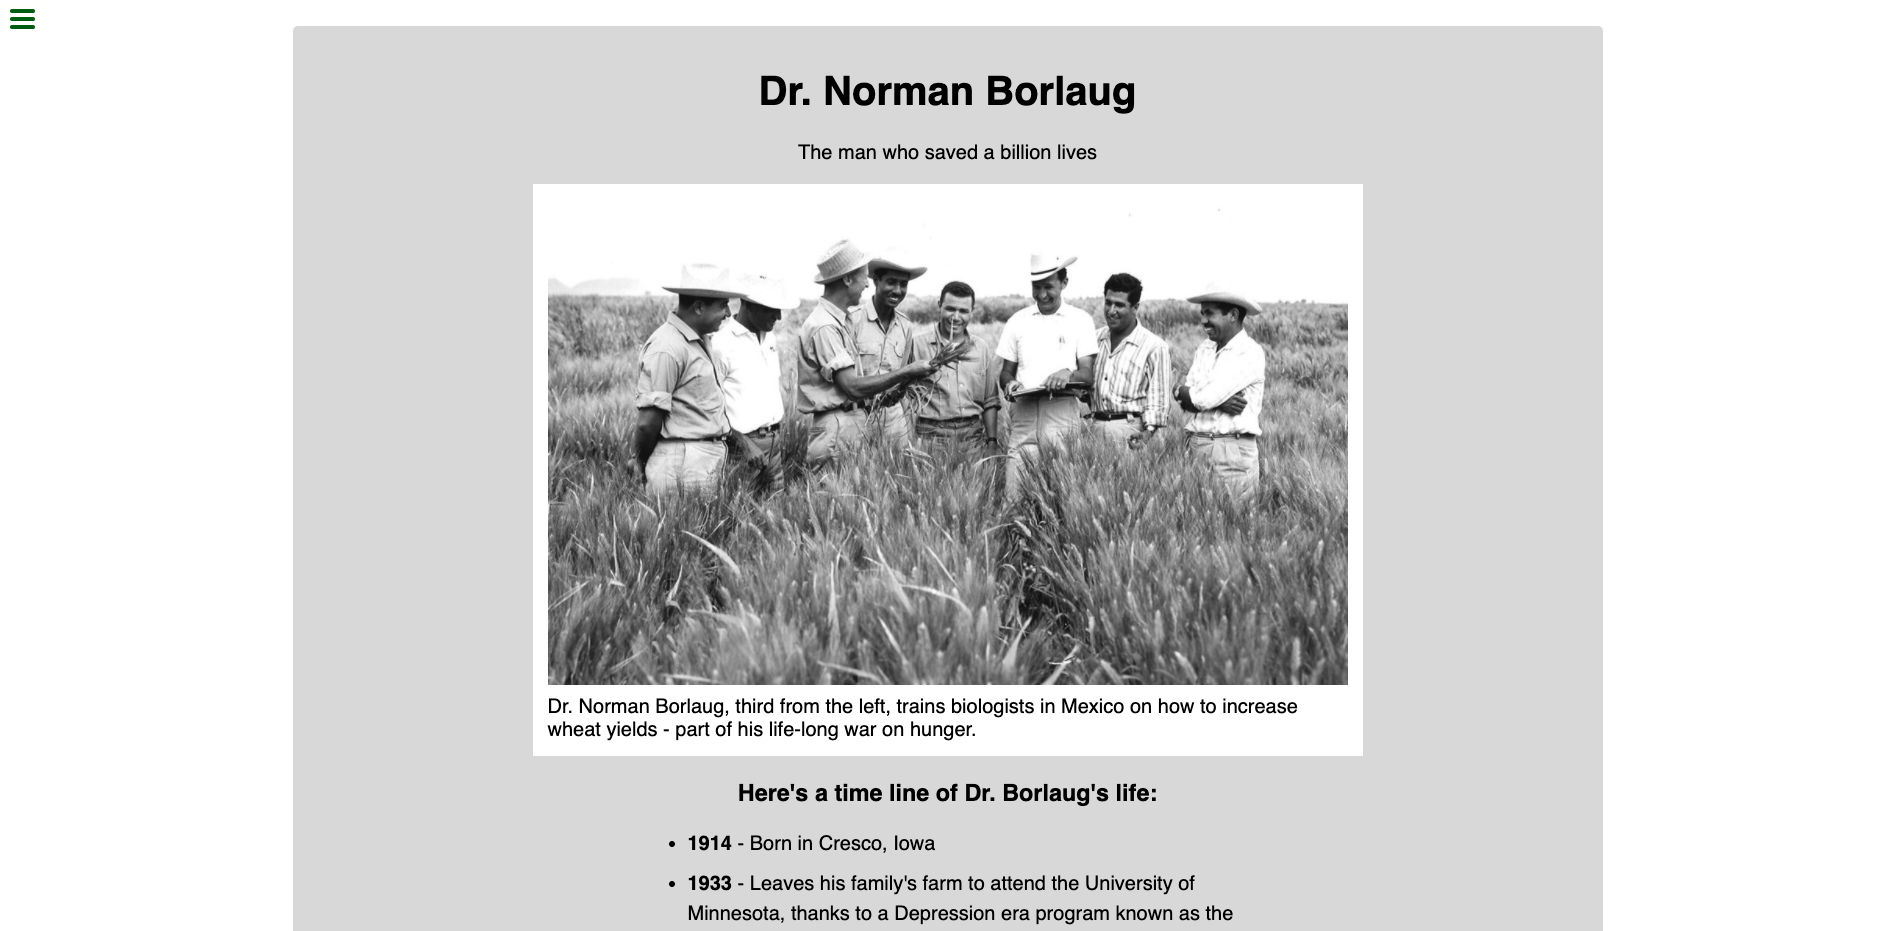 Dr. Norman Borlaug
The man who saved a billion lives
Dr. Norman Borlaug, third from the left, trains biologists in Mexico on how to increase
wheat yields - part of his life-long war on hunger.
Here's a time line of Dr. Borlaug's life:
• 1914 - Born in Cresco, Iowa
• 1933 - Leaves his family's farm to attend the University of
Minnesota, thanks to a Depression era program known as the